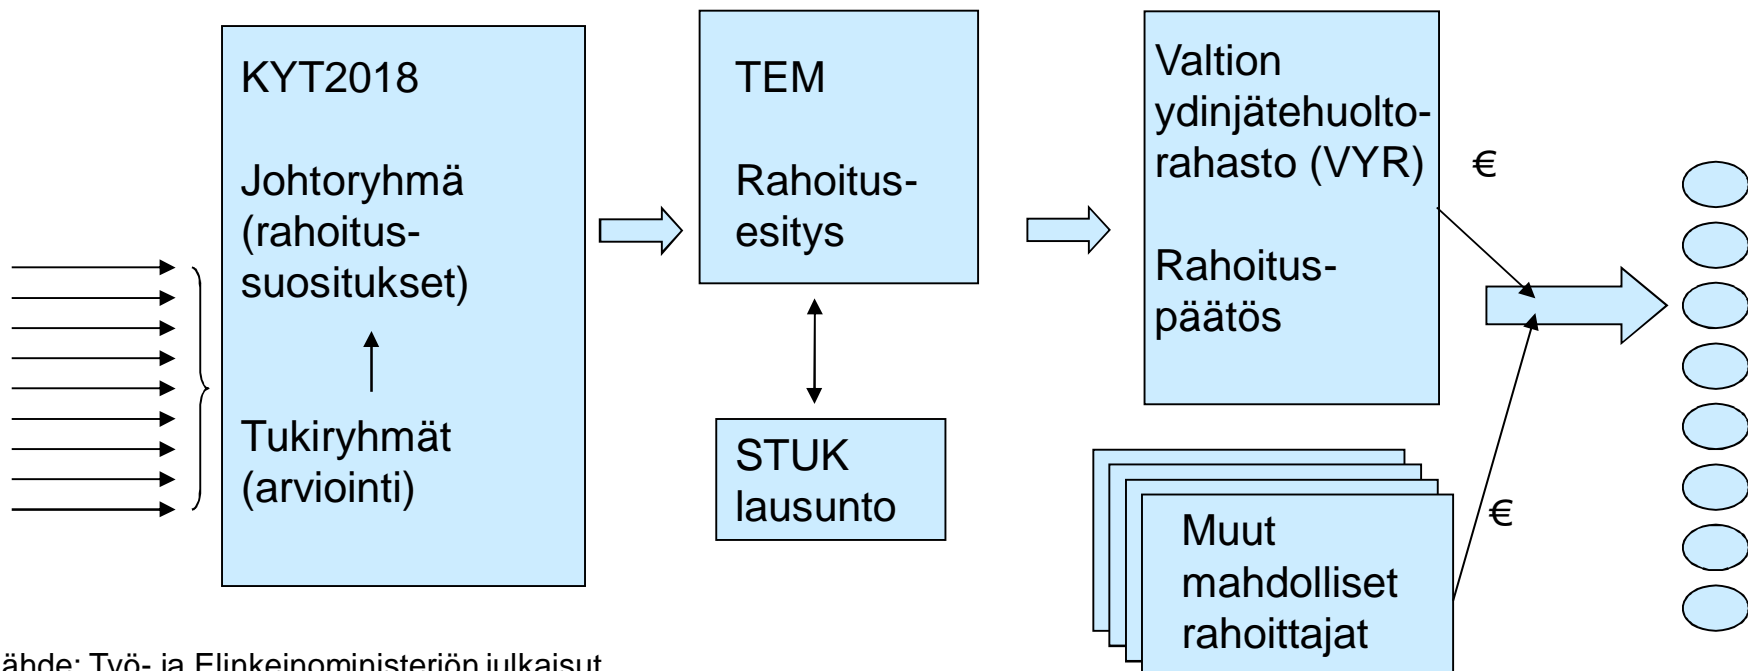 KYT2018
Johtoryhmä
(rahoitus-
suositukset)
Tukiryhmät
(arviointi)
TEM
Rahoitus-
esitys
STUK
lausunto
Valtion
ydinjätehuolto-
rahasto (VYR)
Rahoitus-
päätös
€
Muut
mahdolliset
rahoittajat
€
ähde: Työ- ja Elinkeinoministeriön julkaisut